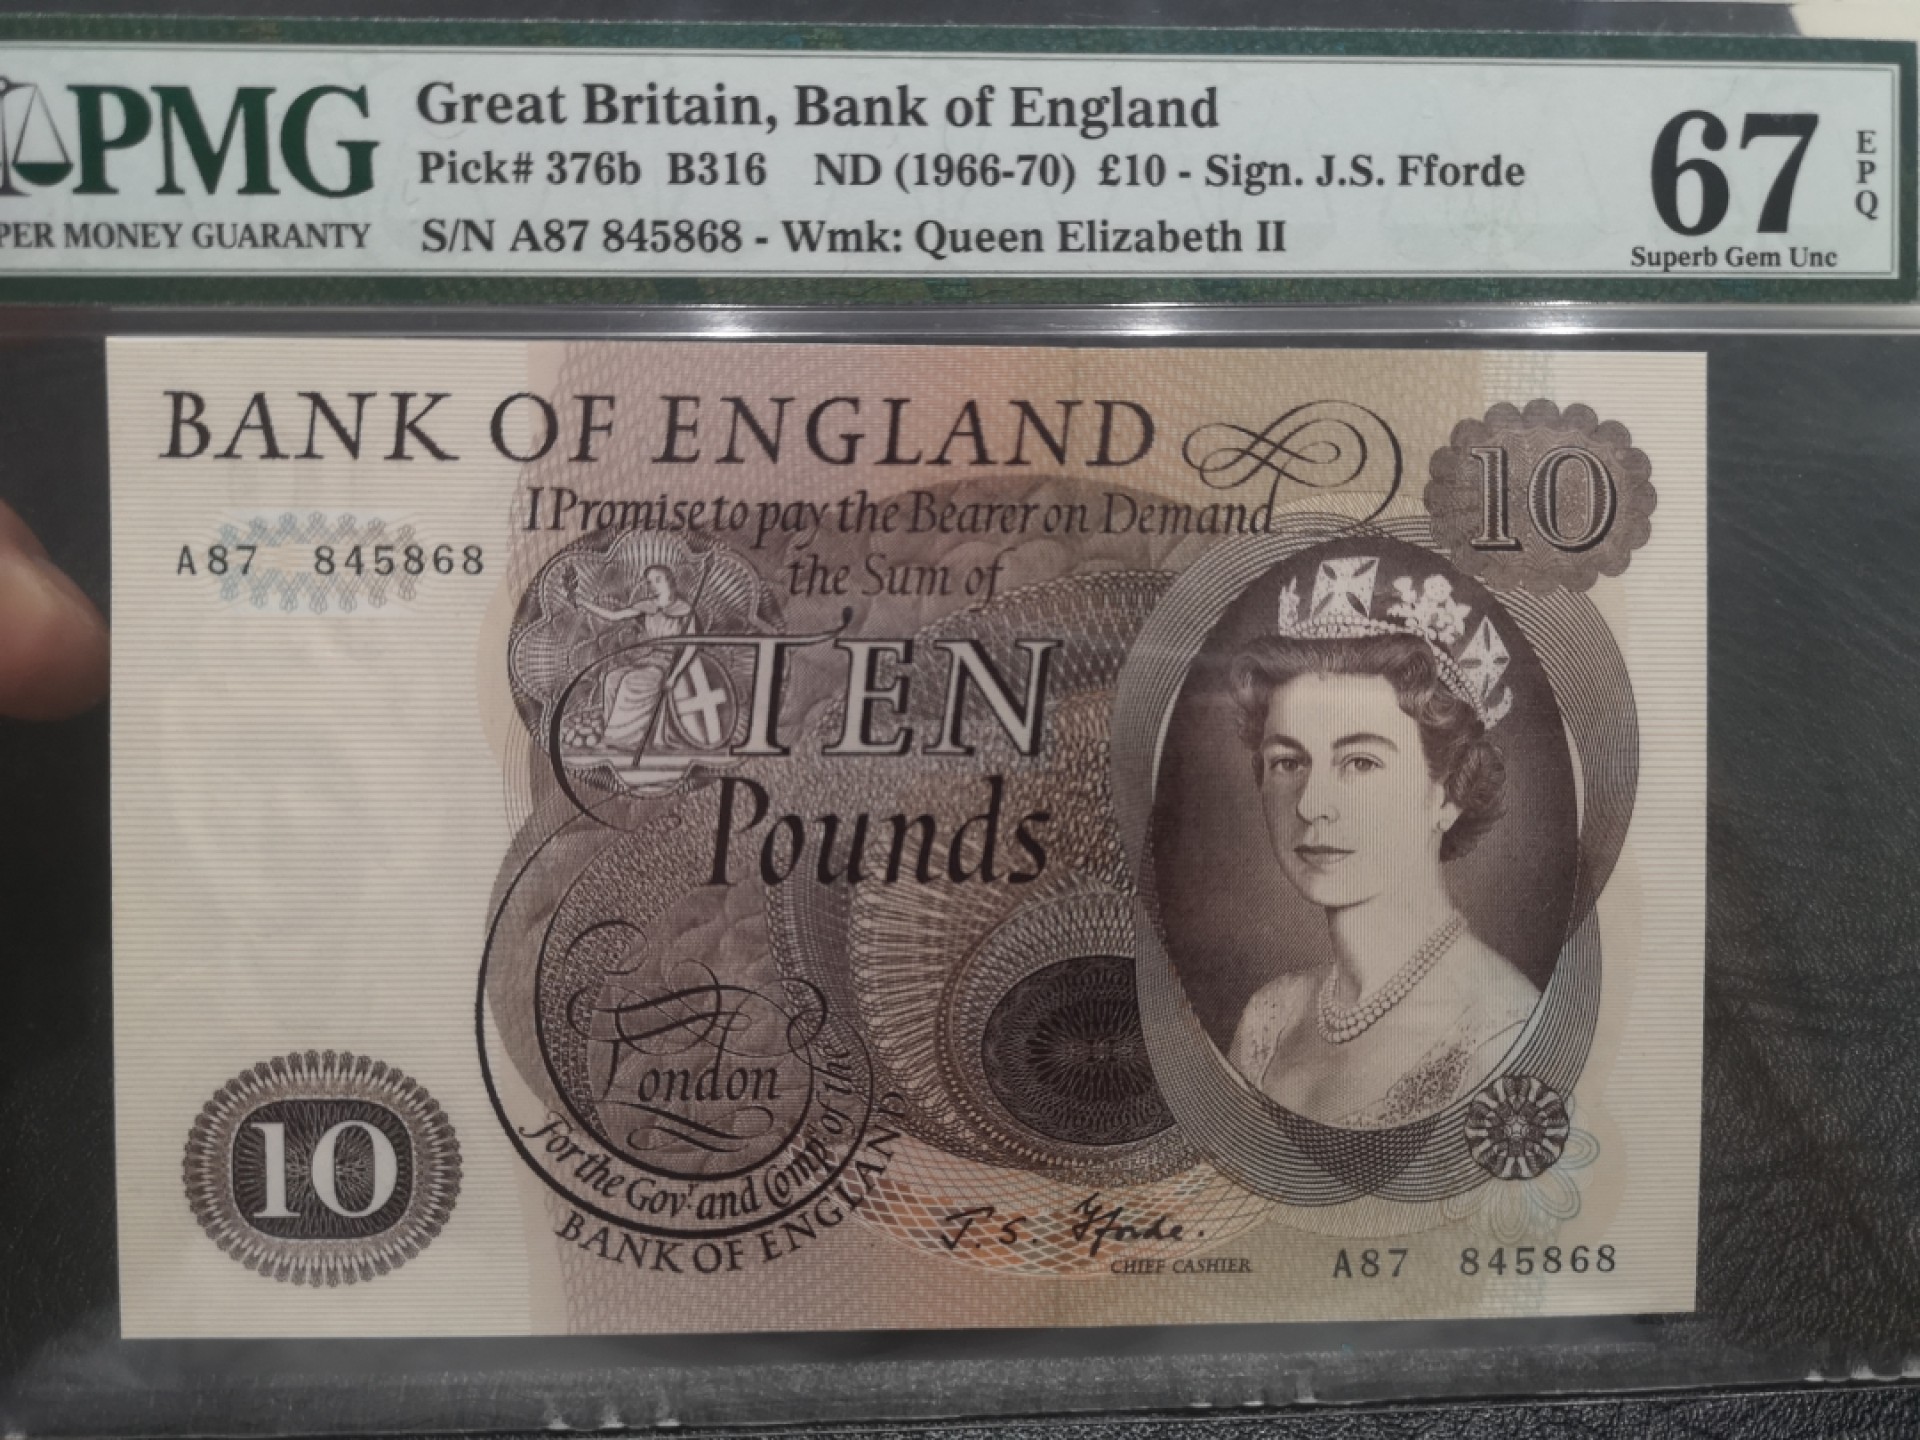 PMG
PER MONEY GUARANTY
Great Britain, Bank of England
Pick# 376b B316 ND (1966-70) £10 - Sign. J.S. Fforde
S/N A87 845868 - Wmk: Queen Elizabeth II
67
EPQ
Superb Gem Unc
BANK OF ENGLAND
10
I Promise to pay the Bearer on Demand
the Sum of
A87 845868
TEN
Pounds
London
For the Govr. and Comp. of the
BANK OF ENGLAND
10
J. S. Fforde.
CHIEF CASHIER
A87 845868